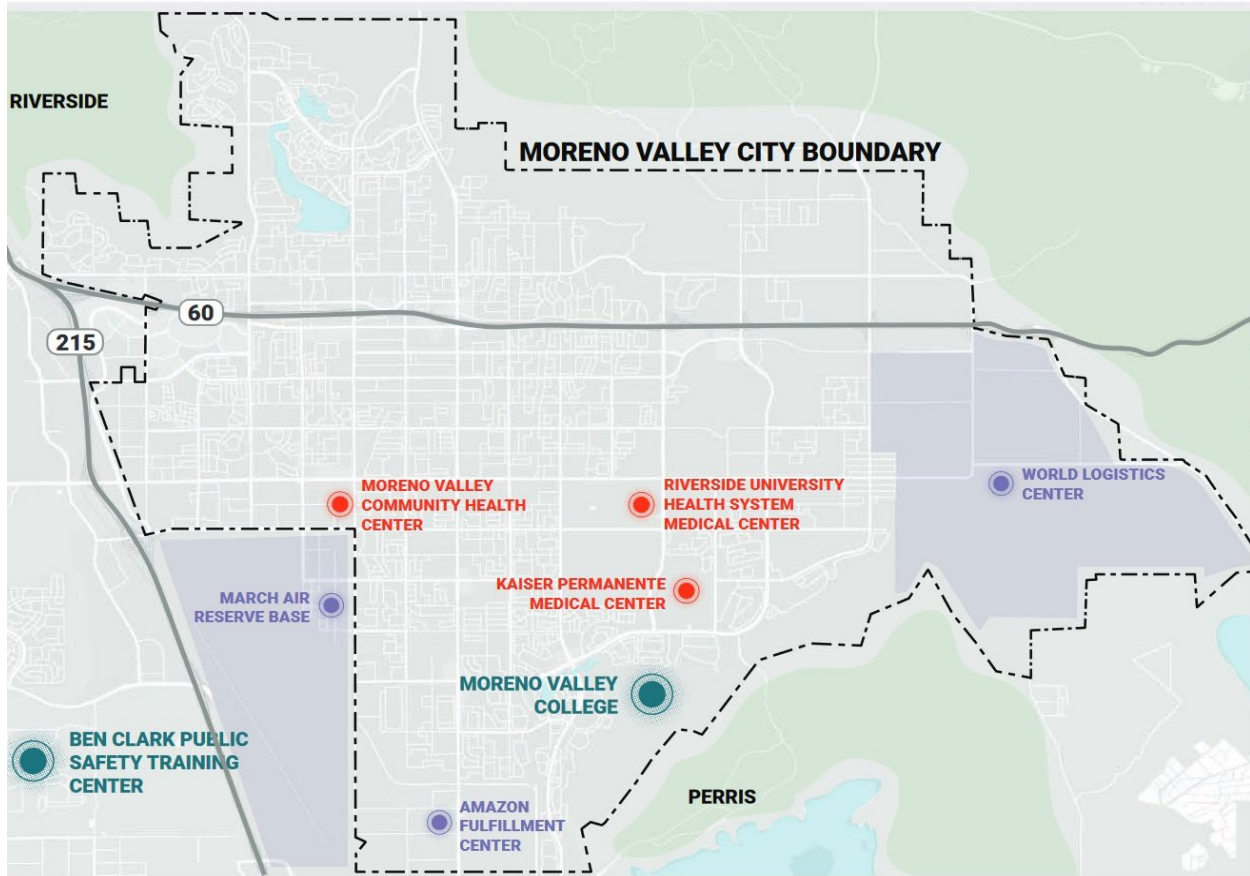 RIVERSIDE
MORENO VALLEY CITY BOUNDARY
60
215
MORENO VALLEY
COMMUNITY HEALTH
CENTER
RIVERSIDE UNIVERSITY
HEALTH SYSTEM
MEDICAL CENTER
WORLD LOGISTICS
CENTER
MARCH AIR
RESERVE BASE
KAISER PERMANENTE
MEDICAL CENTER
MORENO VALLEY
COLLEGE
BEN CLARK PUBLIC
SAFETY TRAINING
CENTER
AMAZON
FULFILLMENT
CENTER
PERRIS